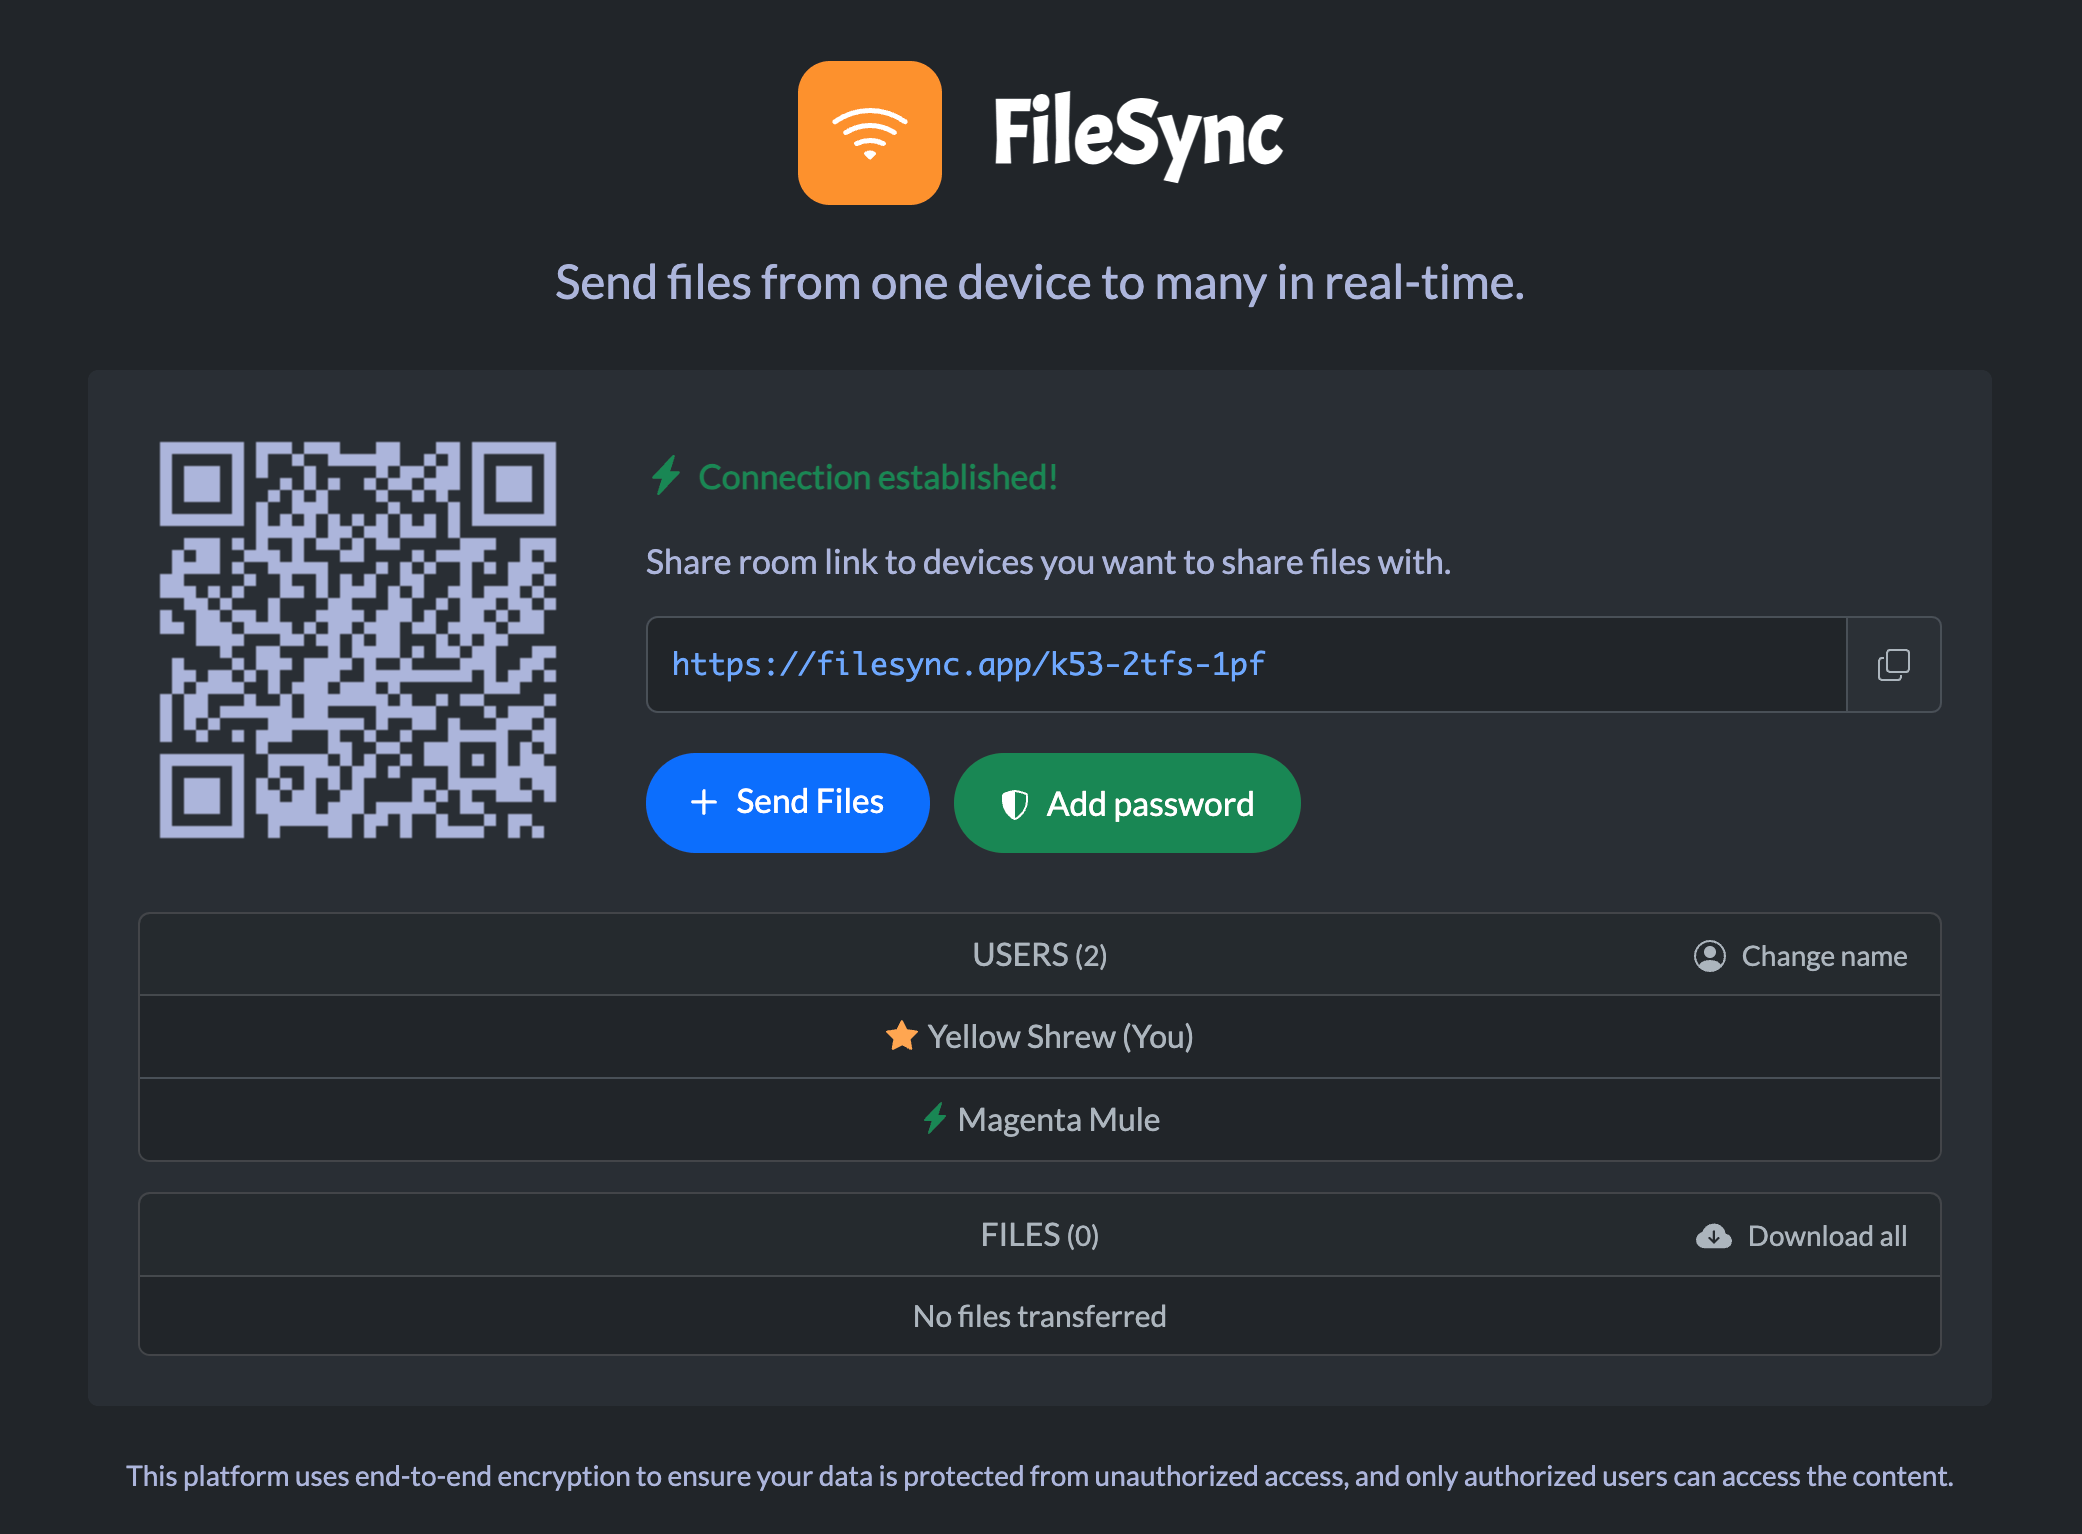 FileSync
Send files from one device to many in real-time.
Connection established!
Share room link to devices you want to share files with.
https://filesync.app/k53-2tfs-1pf
Send Files
Add password
USERS (2)
Change name
Yellow Shrew (You)
Magenta Mule
FILES (0)
Download all
No files transferred
This platform uses end-to-end encryption to ensure your data is protected from unauthorized access, and only authorized users can access the content.